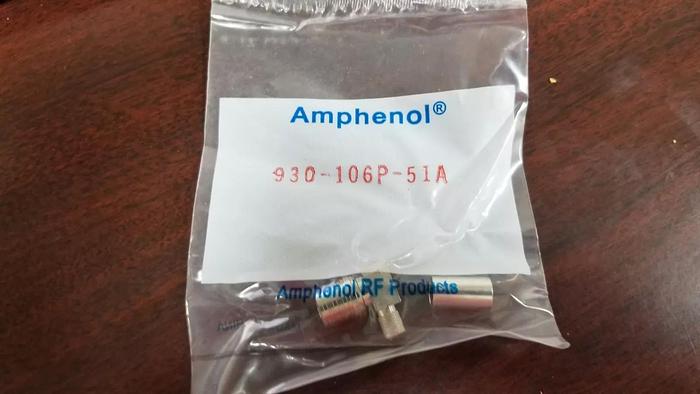 Amphenol®
930-106P-51A
Amphenol RF Products